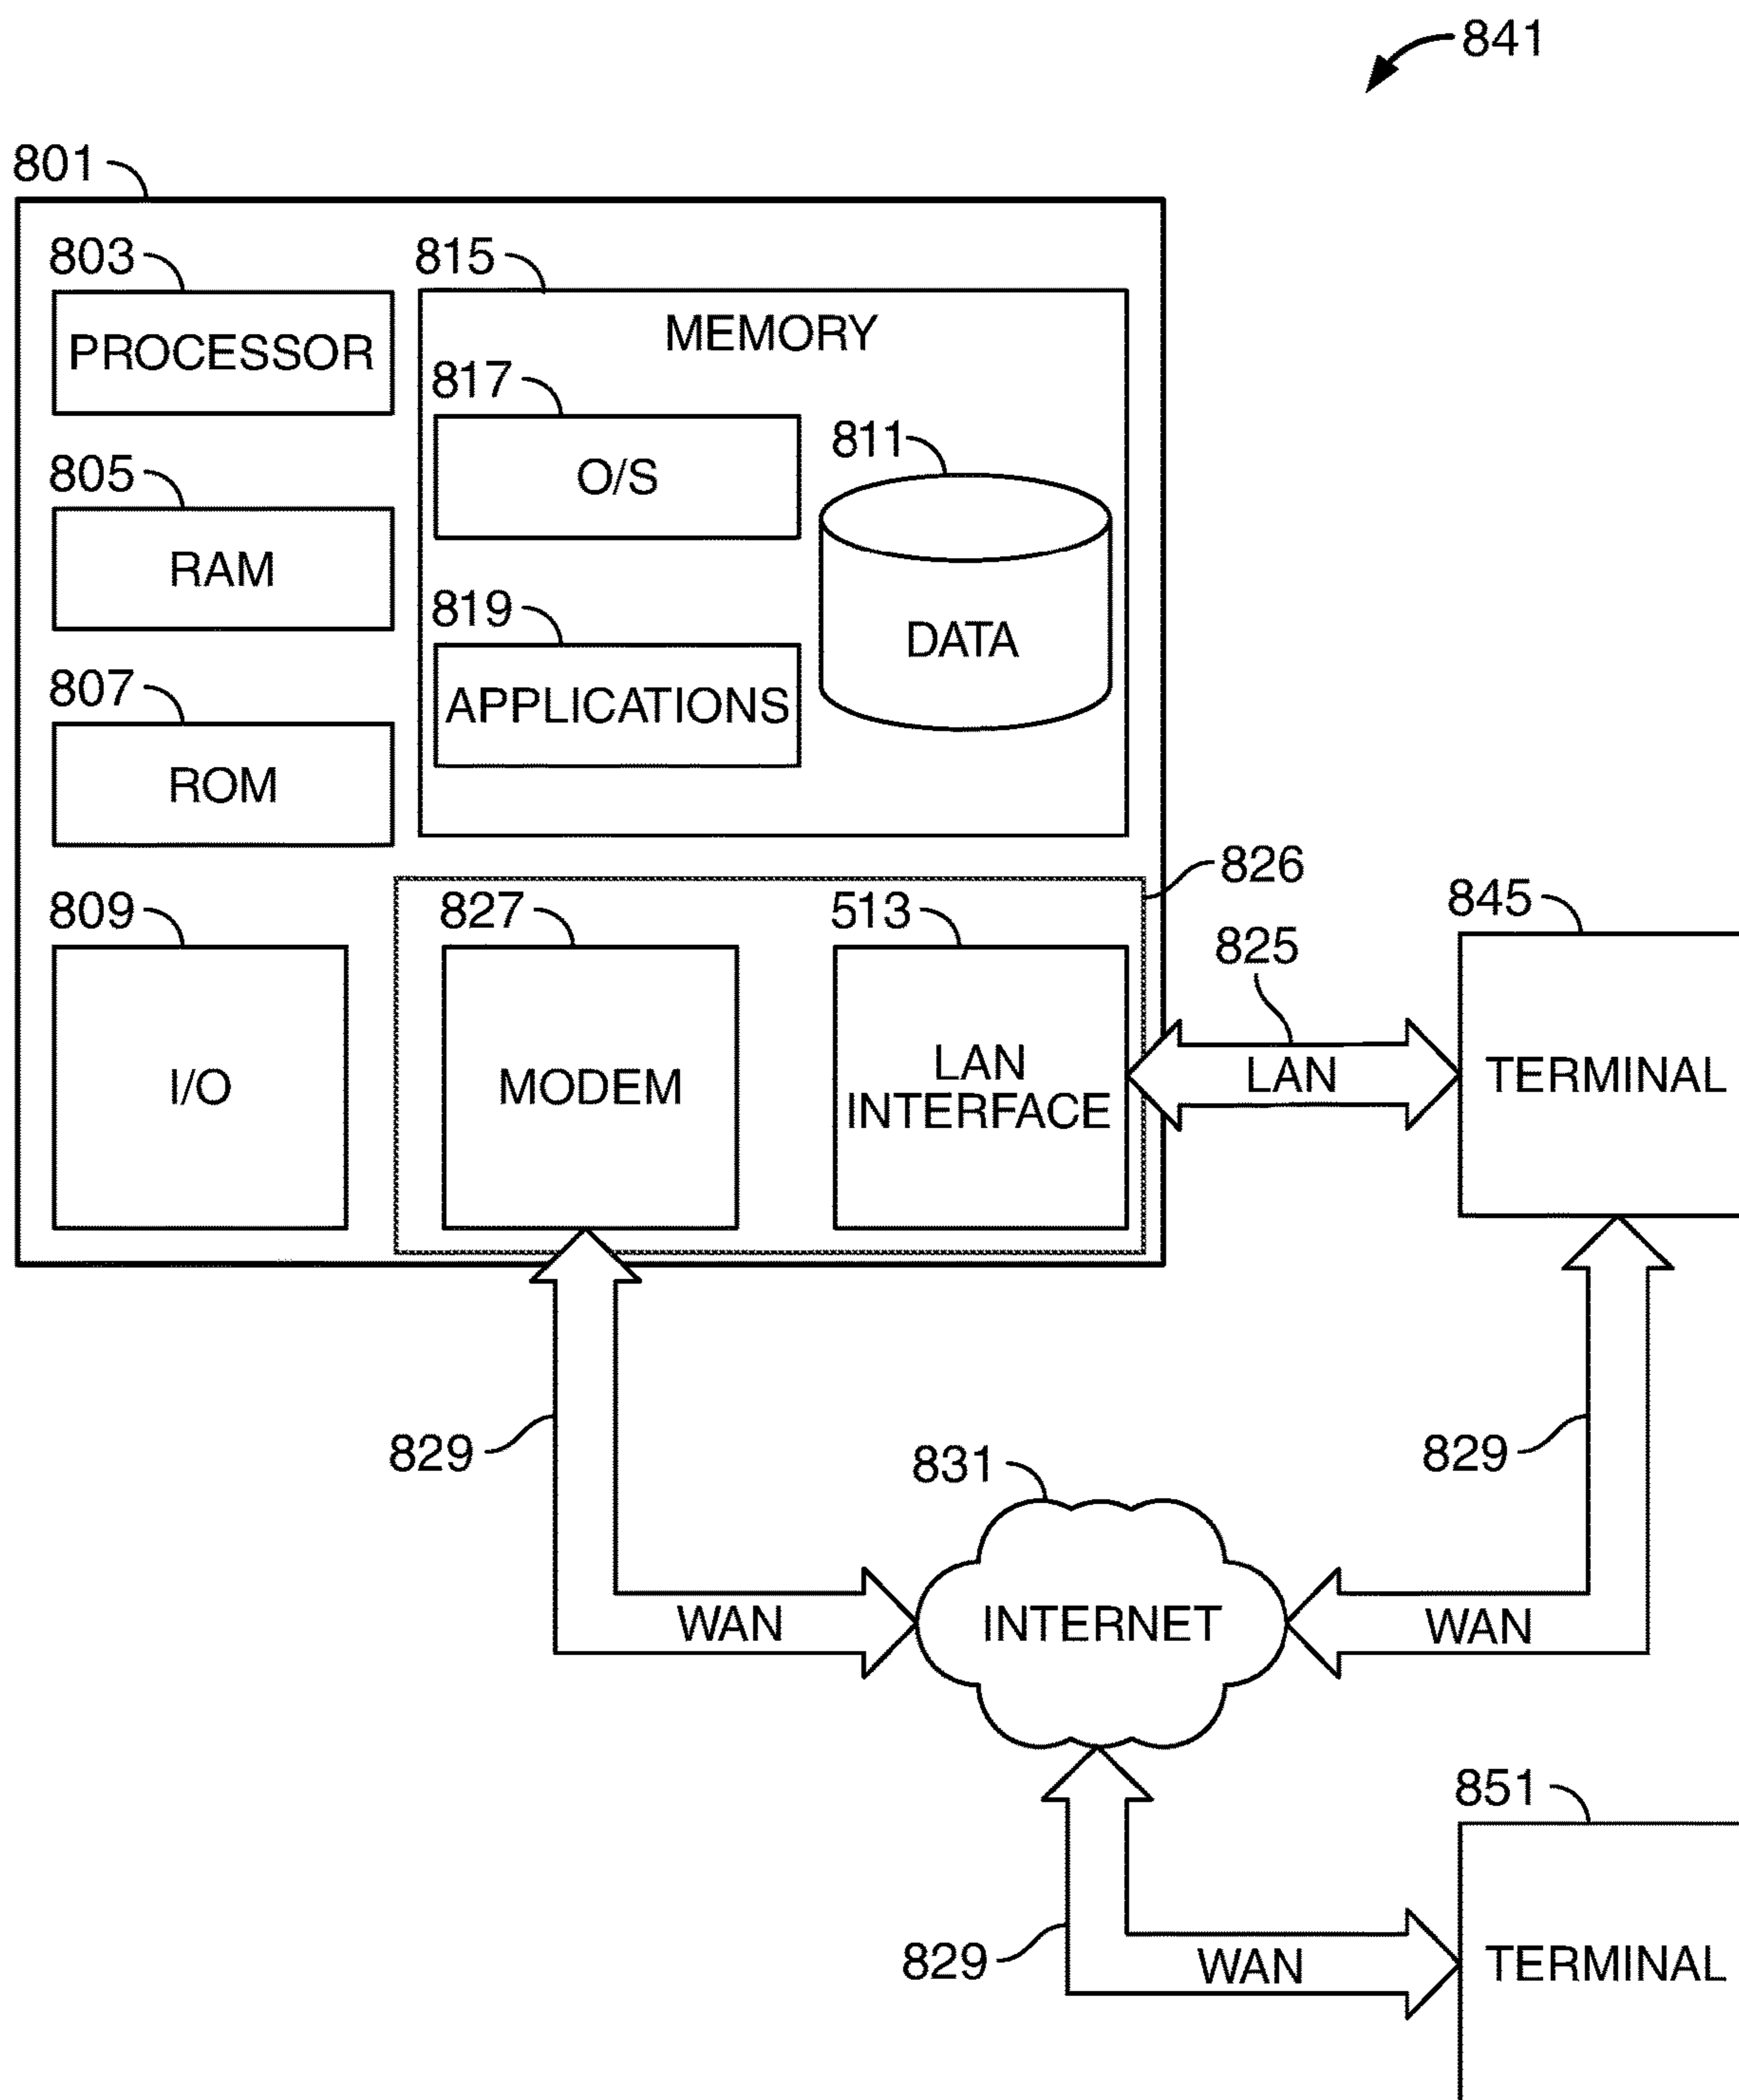 841
801
803
PROCESSOR
815
MEMORY
817
O/S
811
DATA
805
RAM
819
APPLICATIONS
807
ROM
826
809
I/O
827
MODEM
513
LAN
INTERFACE
825
LAN
845
TERMINAL
829
WAN
831
INTERNET
829
WAN
829
WAN
851
TERMINAL